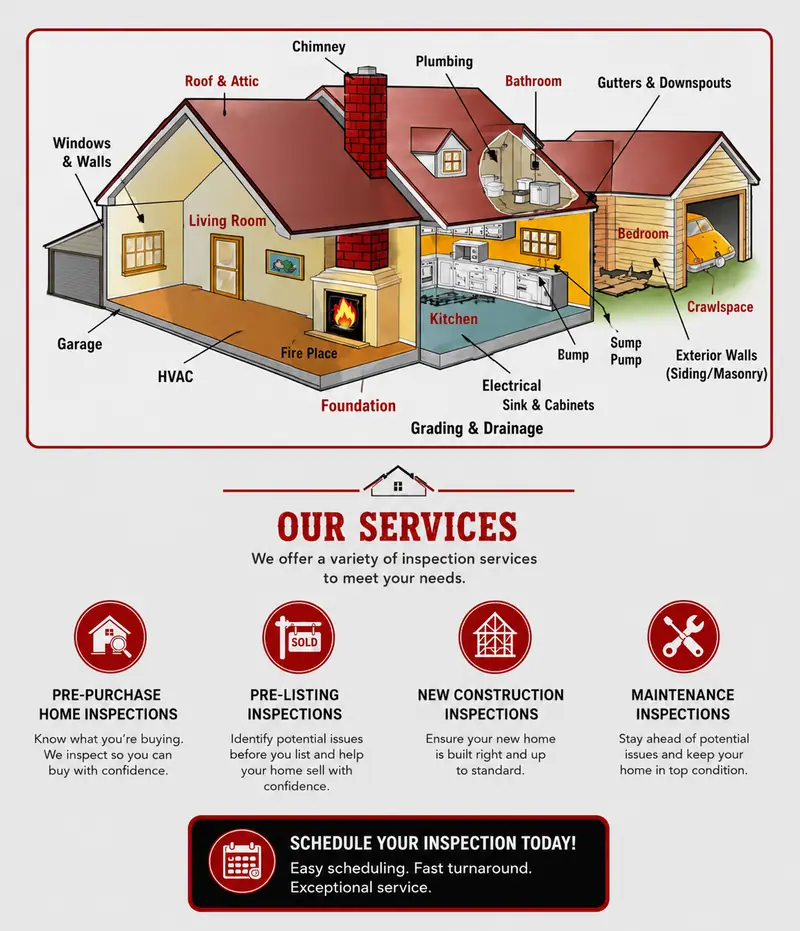 Chimney
Plumbing
Roof & Attic
Bathroom
Gutters & Downspouts
Windows
& Walls
Living Room
Bedroom
Crawlspace
Kitchen
Garage
Fire Place
HVAC
Bump
Sump
Pump
Exterior Walls
(Siding/Masonry)
Electrical
Foundation
Sink & Cabinets
Grading & Drainage
OUR SERVICES
We offer a variety of inspection services
to meet your needs.
SOLD
PRE-PURCHASE
HOME INSPECTIONS
Know what you're buying.
We inspect so you can
buy with confidence.
PRE-LISTING
INSPECTIONS
Identify potential issues
before you list and help
your home sell with
confidence.
NEW CONSTRUCTION
INSPECTIONS
Ensure your new home
is built right and up
to standard.
MAINTENANCE
INSPECTIONS
Stay ahead of potential
issues and keep your
home in top condition.
SCHEDULE YOUR INSPECTION TODAY!
Easy scheduling. Fast turnaround.
Exceptional service.